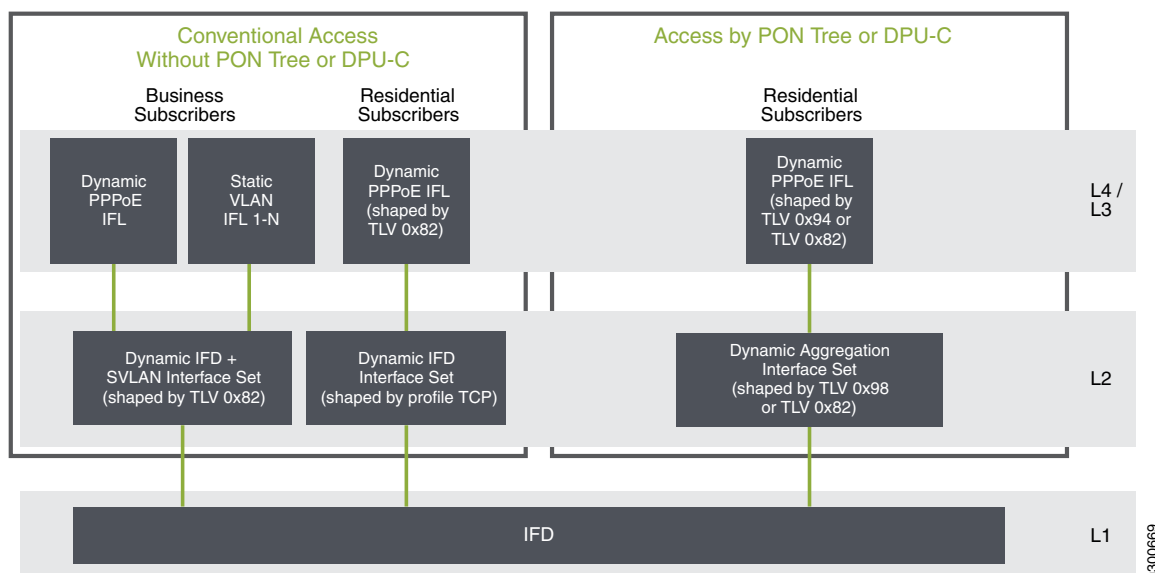 Conventional Access
Without PON Tree or DPU-C
Access by PON Tree or DPU-C
Business
Subscribers
Residential
Subscribers
Residential
Subscribers
Dynamic
PPPoE
IFL
Static
VLAN
IFL 1-N
Dynamic
PPPoE IFL
(shaped by
TLV 0x82)
Dynamic
PPPoE IFL
(shaped by
TLV 0x94 or
TLV 0x82)
L4 /
L3
Dynamic IFD +
SVLAN Interface Set
(shaped by TLV 0x82)
Dynamic IFD
Interface Set
(shaped by profile TCP)
Dynamic Aggregation
Interface Set
(shaped by TLV 0x98
or TLV 0x82)
L2
IFD
L1
300669